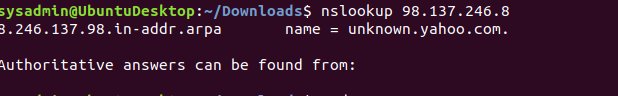 sysadmin@UbuntuDesktop:~/Downloads$ nslookup 98.137.246.8
8.246.137.98.in-addr.arpa name = unknown.yahoo.com.
Authoritative answers can be found from: